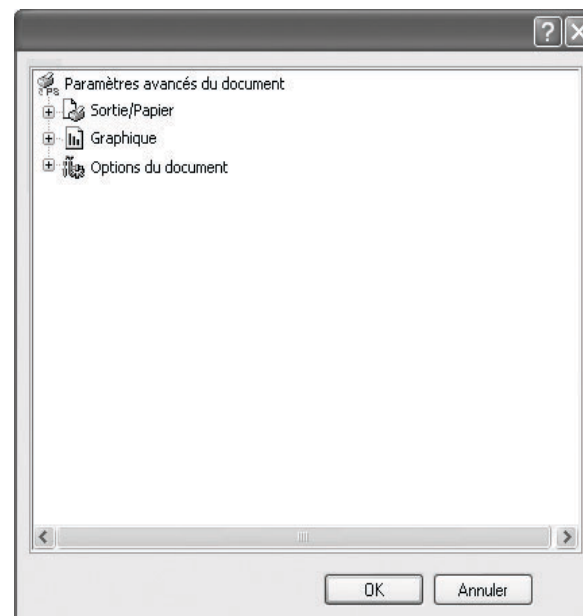 Paramètres avancés du document
Sortie/Papier
Graphique
Options du document
OK
Annuler